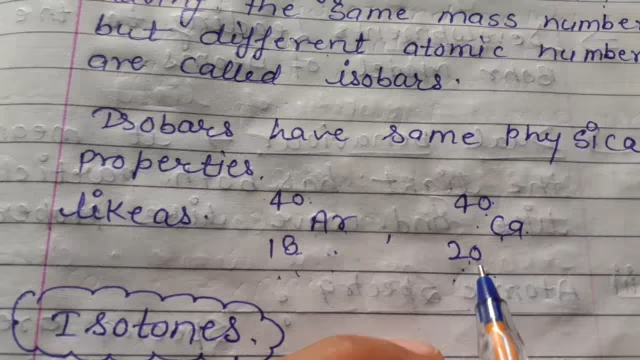 the same mass number
but different atomic number
are called isobars.
Isobars have same physica
properties.
like as. 40 Ar 18 , 40 Ca 20
Isotones.